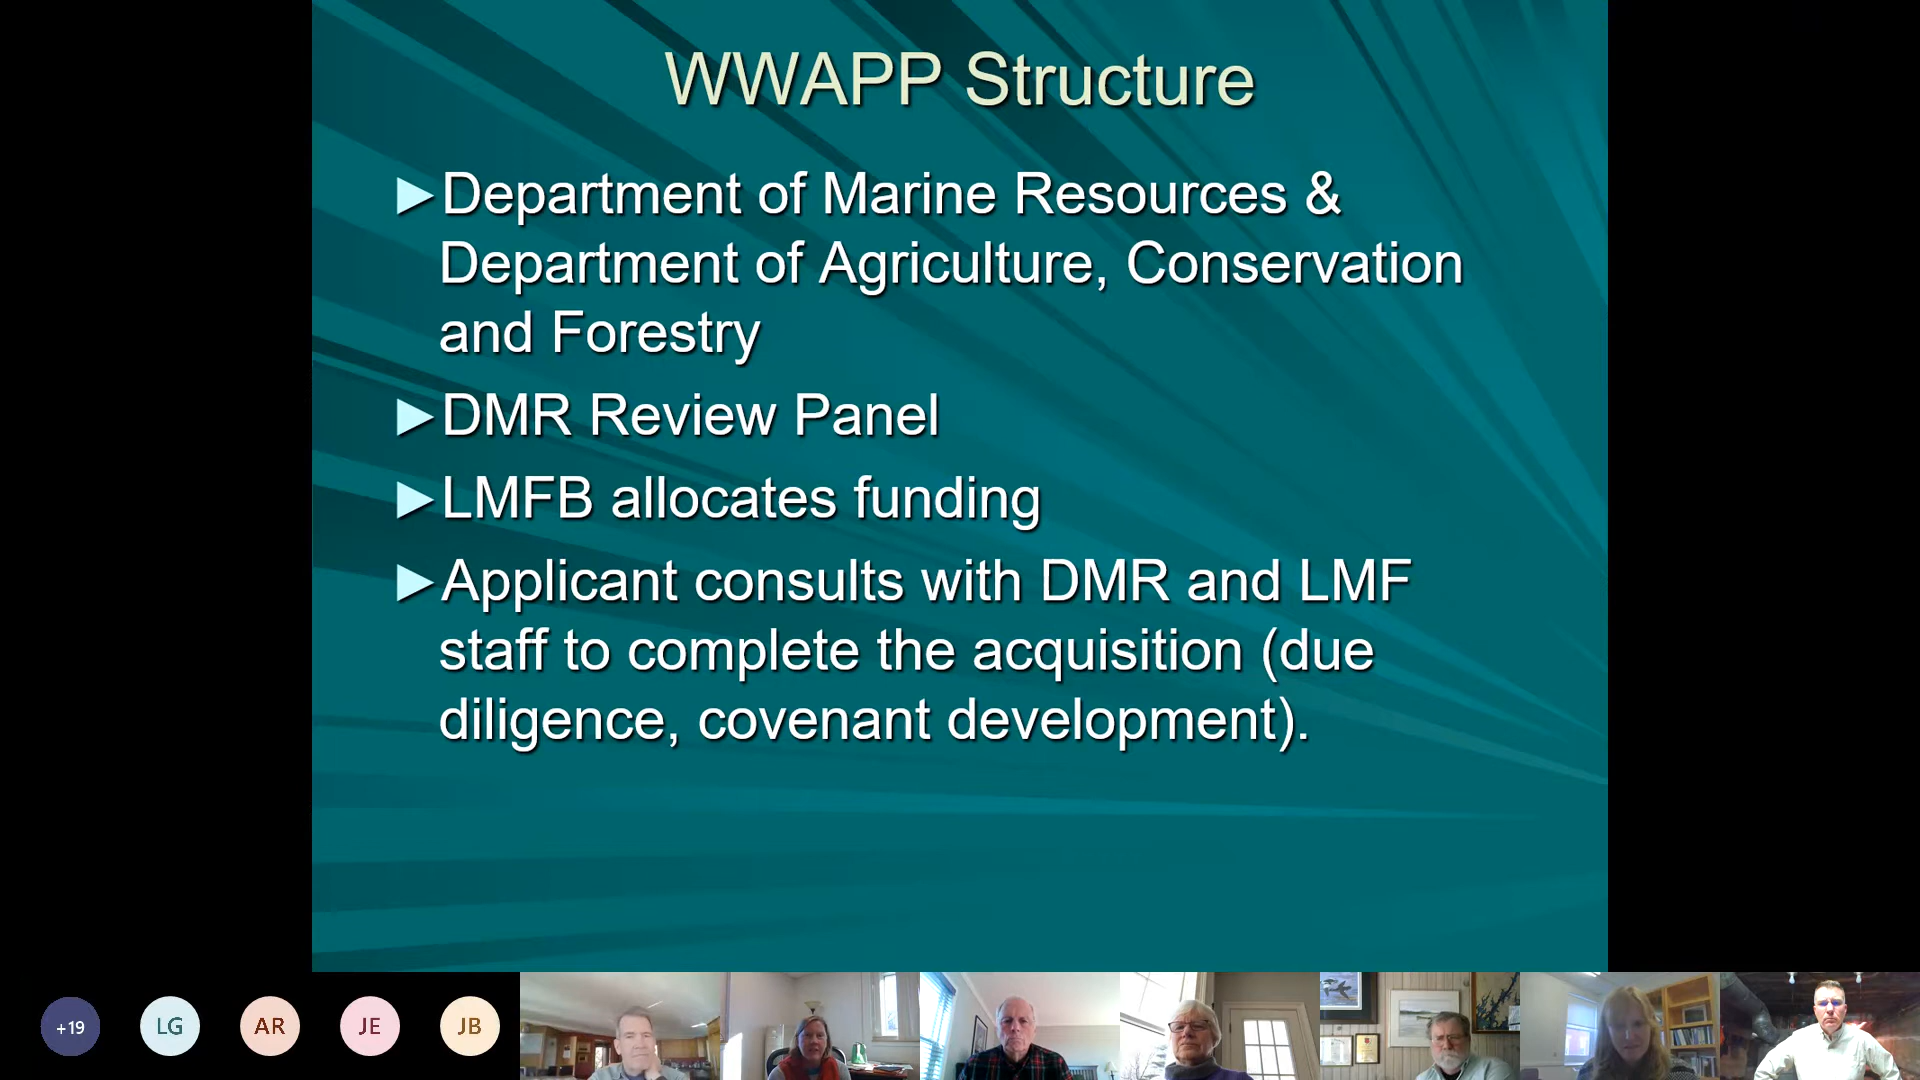 WWAPP Structure
►Department of Marine Resources &
Department of Agriculture, Conservation
and Forestry
►DMR Review Panel
►LMFB allocates funding
►Applicant consults with DMR and LMF
staff to complete the acquisition (due
diligence, covenant development).
+19 LG AR JE JB